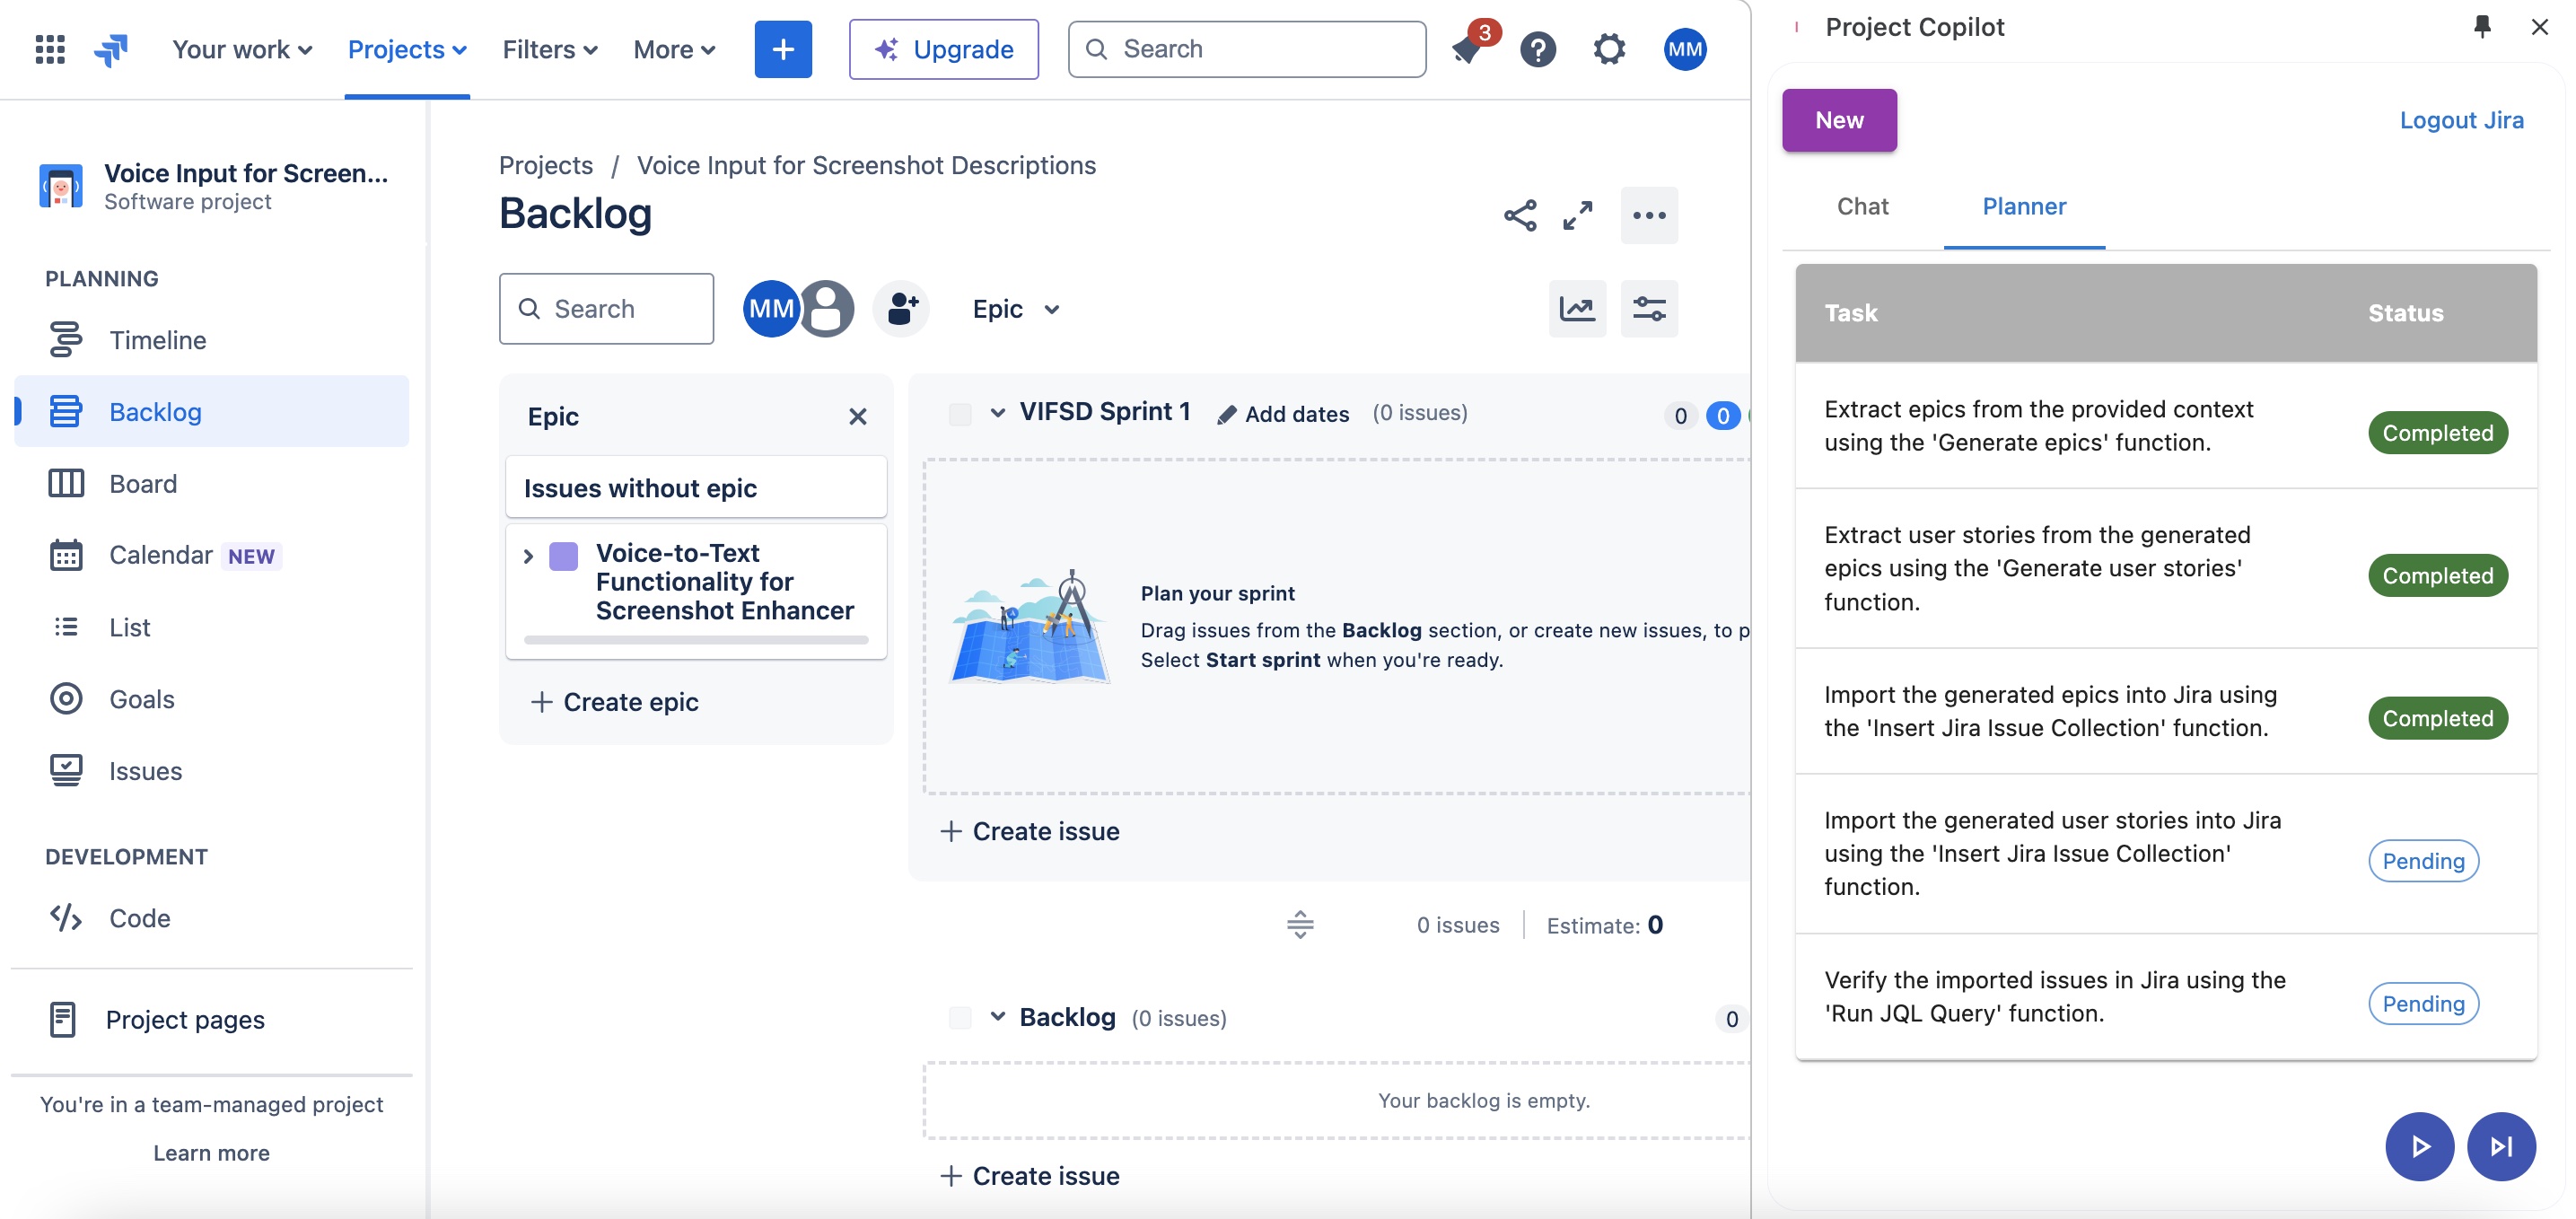 Your work
Projects
Filters
More
Upgrade
Search
3
MM
Project Copilot
Voice Input for Screen...
Software project
PLANNING
Timeline
Backlog
Board
Calendar NEW
List
Goals
Issues
DEVELOPMENT
Code
Project pages
You're in a team-managed project
Learn more
Projects / Voice Input for Screenshot Descriptions
Backlog
Search
MM
Epic
Epic
Issues without epic
Voice-to-Text
Functionality for
Screenshot Enhancer
Create epic
VIFSD Sprint 1 Add dates (0 issues) 0 0
Plan your sprint
Drag issues from the Backlog section, or create new issues, to p
Select Start sprint when you're ready.
Create issue
0 issues Estimate: 0
Backlog (0 issues) 0
Your backlog is empty.
Create issue
New
Logout Jira
Chat
Planner
Task Status
Extract epics from the provided context
using the 'Generate epics' function.
Completed
Extract user stories from the generated
epics using the 'Generate user stories'
function.
Completed
Import the generated epics into Jira using
the 'Insert Jira Issue Collection' function.
Completed
Import the generated user stories into Jira
using the 'Insert Jira Issue Collection'
function.
Pending
Verify the imported issues in Jira using the
'Run JQL Query' function.
Pending